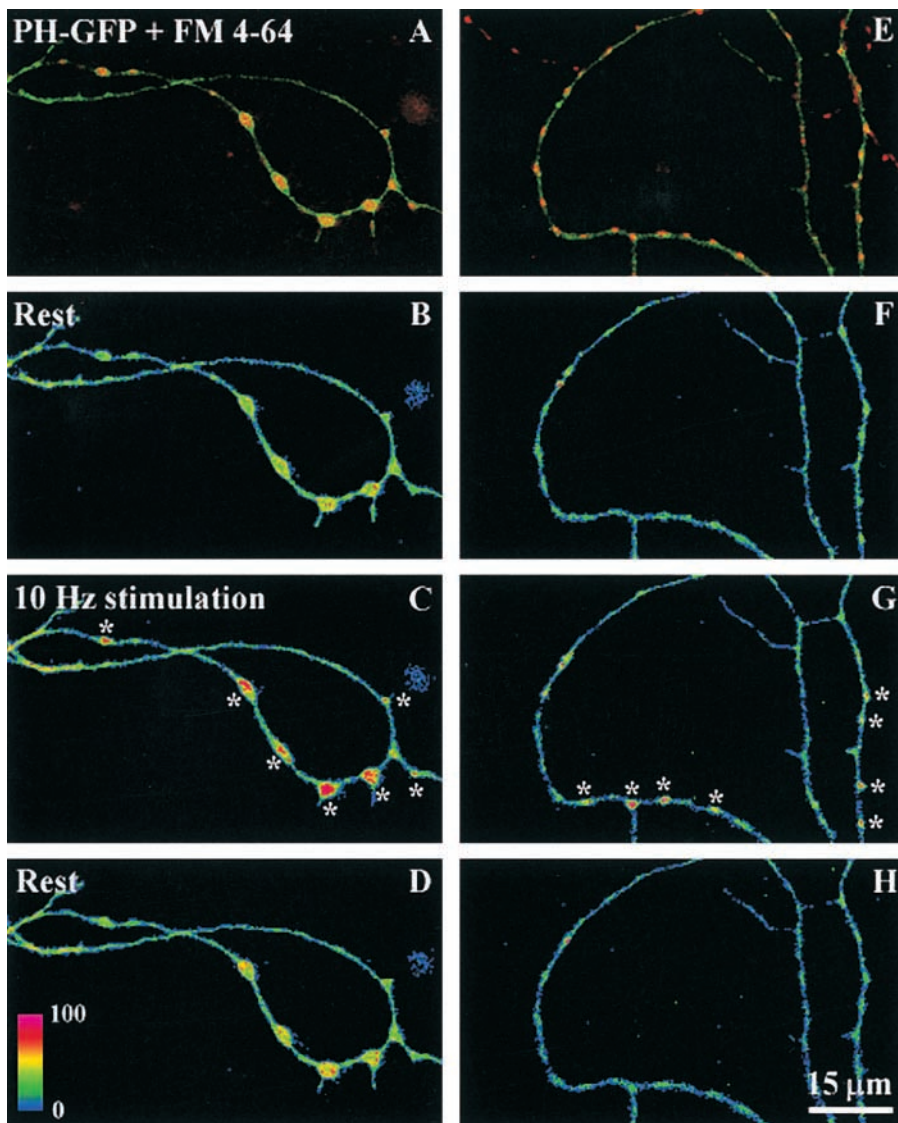 PH-GFP + FM 4-64 A
E
Rest B
F
10 Hz stimulation C
* * * * * * *
G
* * * * * * * *
Rest D
100
0
H
15 μm